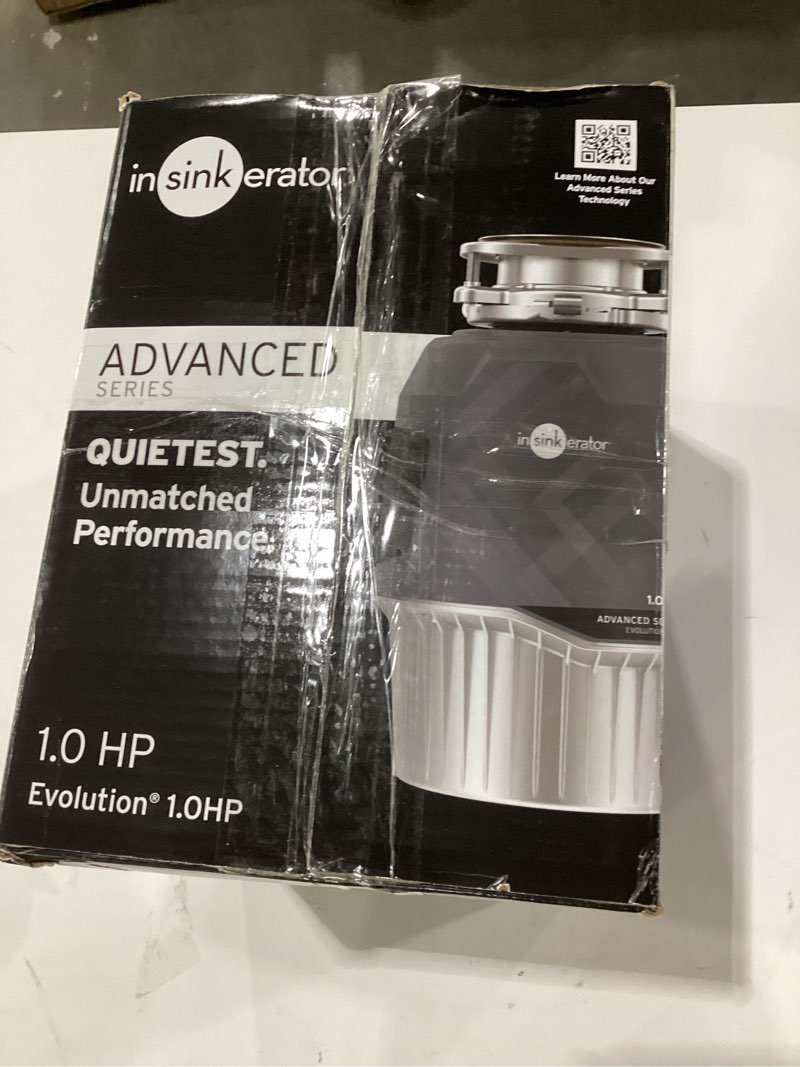 insinkerator
Learn More About Our
Advanced Series
Technology
ADVANCED
SERIES
QUIETEST.
Unmatched
Performance.
insinkerator
1.0
ADVANCED SE
EVOLUTION
1.0 HP
Evolution® 1.0HP